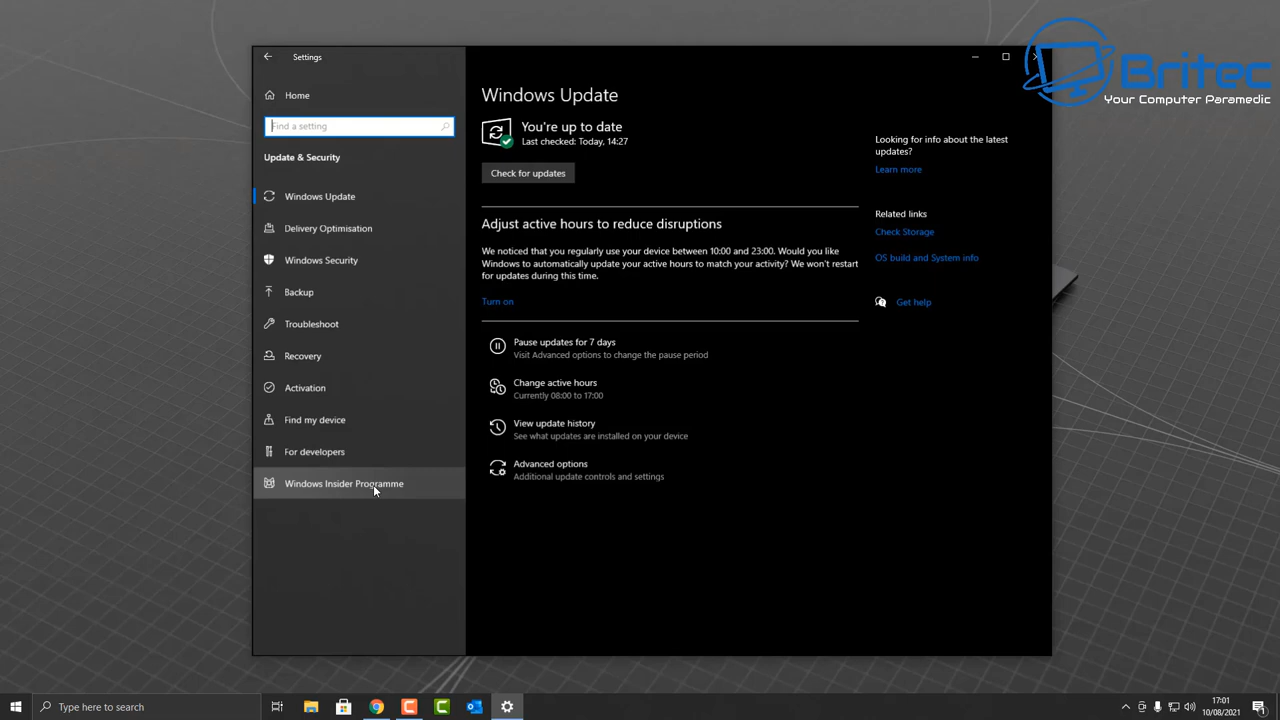 Settings
Britec
Your Computer Paramedic
Home
Find a setting
Update & Security
Windows Update
Delivery Optimisation
Windows Security
Backup
Troubleshoot
Recovery
Activation
Find my device
For developers
Windows Insider Programme
Windows Update
You're up to date
Last checked: Today, 14:27
Check for updates
Adjust active hours to reduce disruptions
We noticed that you regularly use your device between 10:00 and 23:00. Would you like
Windows to automatically update your active hours to match your activity? We won't restart
for updates during this time.
Turn on
Pause updates for 7 days
Visit Advanced options to change the pause period
Change active hours
Currently 08:00 to 17:00
View update history
See what updates are installed on your device
Advanced options
Additional update controls and settings
Looking for info about the latest
updates?
Learn more
Related links
Check Storage
OS build and System info
Get help
Type here to search
17:01
10/08/2021
1